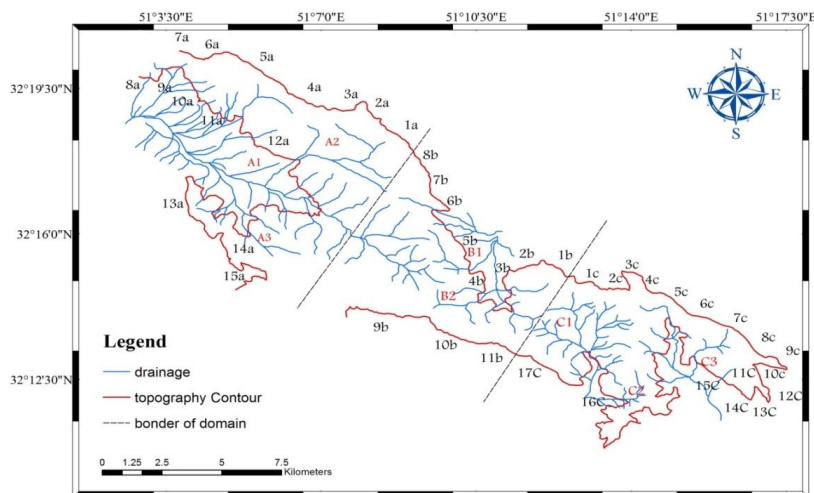 51°3'30"E 51°7'0"E 51°10'30"E 51°14'0"E 51°17'30"E
32°19'30"N
32°16'0"N
32°12'30"N
N
W E
S
7a 6a 5a 4a 3a 2a 1a
8a 9a 10a 11a 12a
A1 A2 A3
13a 14a 15a
8b 7b 6b 5b 4b 3b 2b 1b
B1 B2
9b 10b 11b
1c 2c 3c 4c 5c 6c 7c 8c 9c
10c 11C 12C 13C 14C 15C 16C 17C
C1 C2 C3
Legend
drainage
topography Contour
bonder of domain
0 1.25 2.5 5 7.5
Kilometers